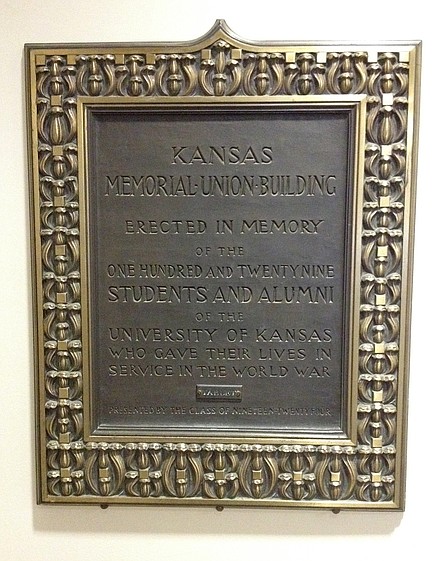 KANSAS
MEMORIAL·UNION·BUILDING
ERECTED IN MEMORY
OF THE
ONE HUNDRED AND TWENTY NINE
STUDENTS AND ALUMNI
OF THE
UNIVERSITY OF KANSAS
WHO GAVE THEIR LIVES IN
SERVICE IN THE WORLD WAR
PRESENTED BY THE CLASS OF NINETEEN-TWENTY FOUR